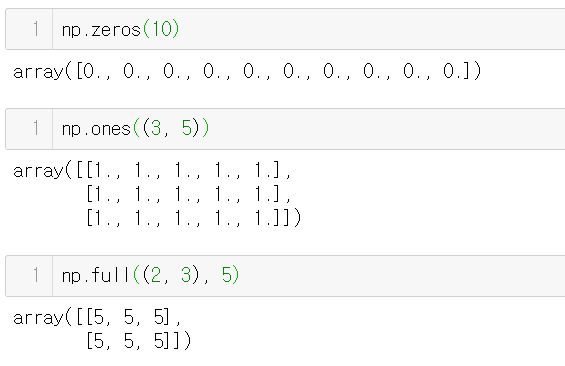 1 np.zeros(10)
array([0., 0., 0., 0., 0., 0., 0., 0., 0., 0.])
1 np.ones((3, 5))
array([[1., 1., 1., 1., 1.],
       [1., 1., 1., 1., 1.],
       [1., 1., 1., 1., 1.]])
1 np.full((2, 3), 5)
array([[5, 5, 5],
       [5, 5, 5]])